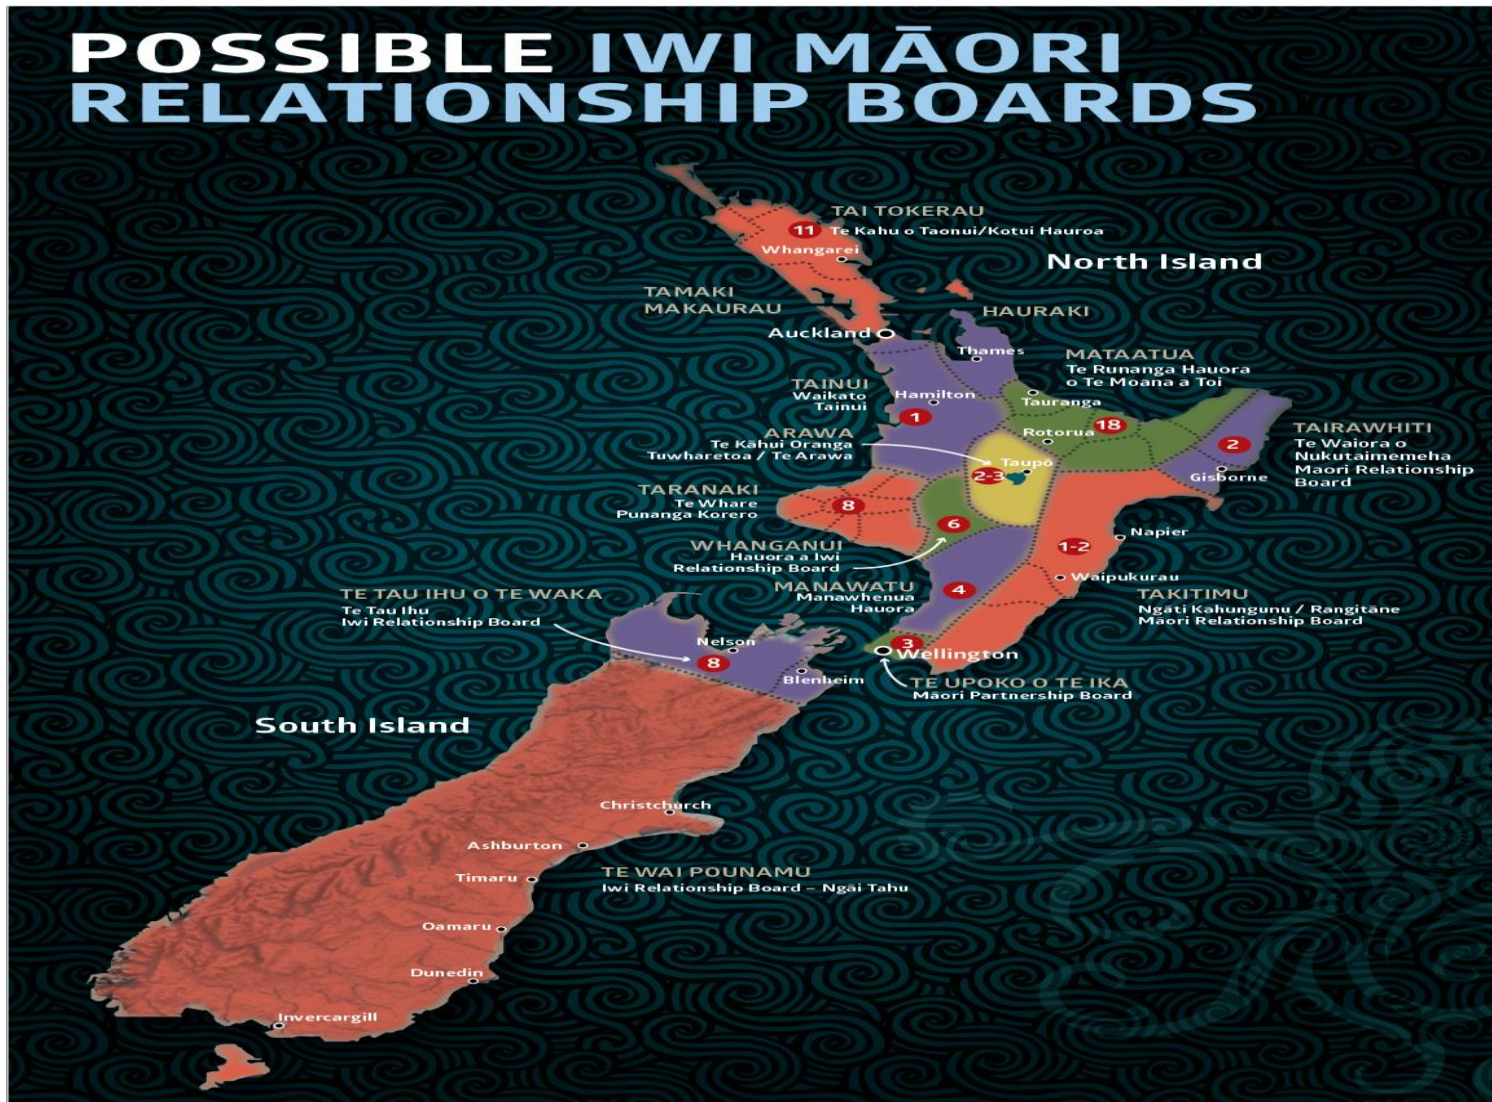 POSSIBLE IWI MĀORI
RELATIONSHIP BOARDS
TAI TOKERAU
11
Te Kahu o Taonui/Kotui Hauroa
Whangarei
North Island
TAMAKI
MAKAURAU
HAURAKI
Auckland
Thames
MATAATUA
Te Runanga Hauora
o Te Moana a Toi
TAINUI
Waikato
Tainui
Hamilton
1
Tauranga
18
ARAWA
Te Kāhui Oranga
Tuwharetoa / Te Arawa
Rotorua
TAIRAWHITI
Te Waiora o
Nukutaimemeha
Maori Relationship
Board
2
Taupō
2-3
Gisborne
TARANAKI
Te Whare
Punanga Korero
8
6
Napier
1-2
WHANGANUI
Hauora a Iwi
Relationship Board
Waipukurau
MANAWATU
Manawhenua
Hauora
4
TAKITIMU
Ngāti Kahungunu / Rangitāne
Māori Relationship Board
TE TAU IHU O TE WAKA
Te Tau Ihu
Iwi Relationship Board
Nelson
8
Blenheim
3
Wellington
TE UPOKO O TE IKA
Māori Partnership Board
South Island
Christchurch
Ashburton
Timaru
TE WAI POUNAMU
Iwi Relationship Board – Ngāi Tahu
Oamaru
Dunedin
Invercargill